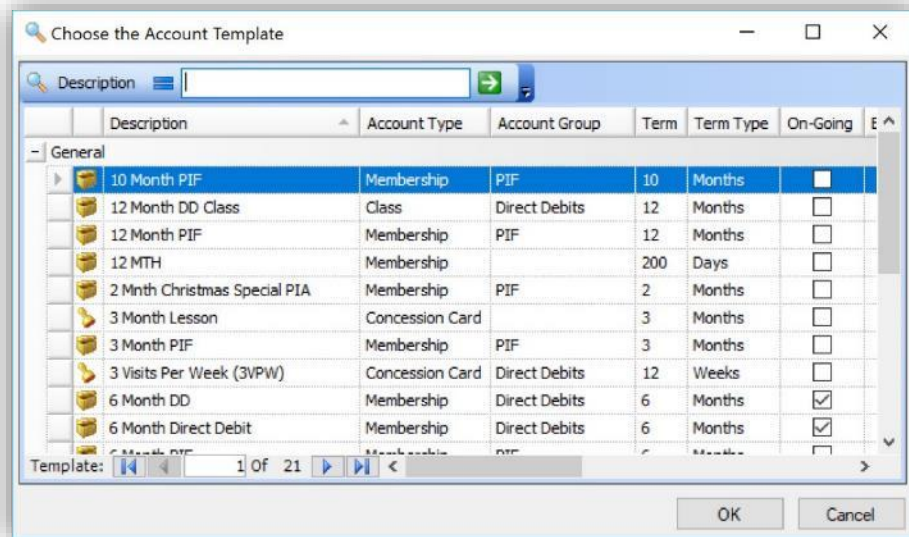 Choose the Account Template
Description
Description Account Type Account Group Term Term Type On-Going
General
10 Month PIF Membership PIF 10 Months
12 Month DD Class Class Direct Debits 12 Months
12 Month PIF Membership PIF 12 Months
12 MTH Membership 200 Days
2 Mnth Christmas Special PIA Membership PIF 2 Months
3 Month Lesson Concession Card 3 Months
3 Month PIF Membership PIF 3 Months
3 Visits Per Week (3VPW) Concession Card Direct Debits 12 Weeks
6 Month DD Membership Direct Debits 6 Months
6 Month Direct Debit Membership Direct Debits 6 Months
Template: 1 Of 21
OK Cancel